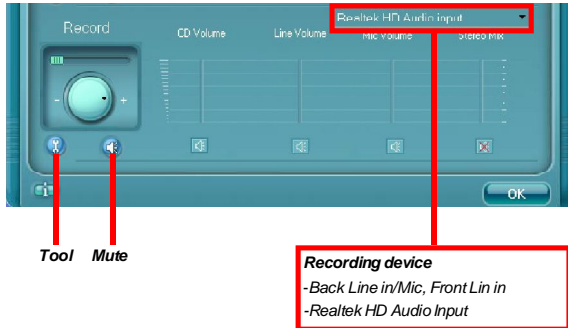 Realtek HD Audio input
Record
CD Volume
Line Volume
Mic Volume
Stereo Mix
- +
i
OK
Tool
Mute
Recording device
-Back Line in/Mic, Front Lin in
-Realtek HD Audio Input